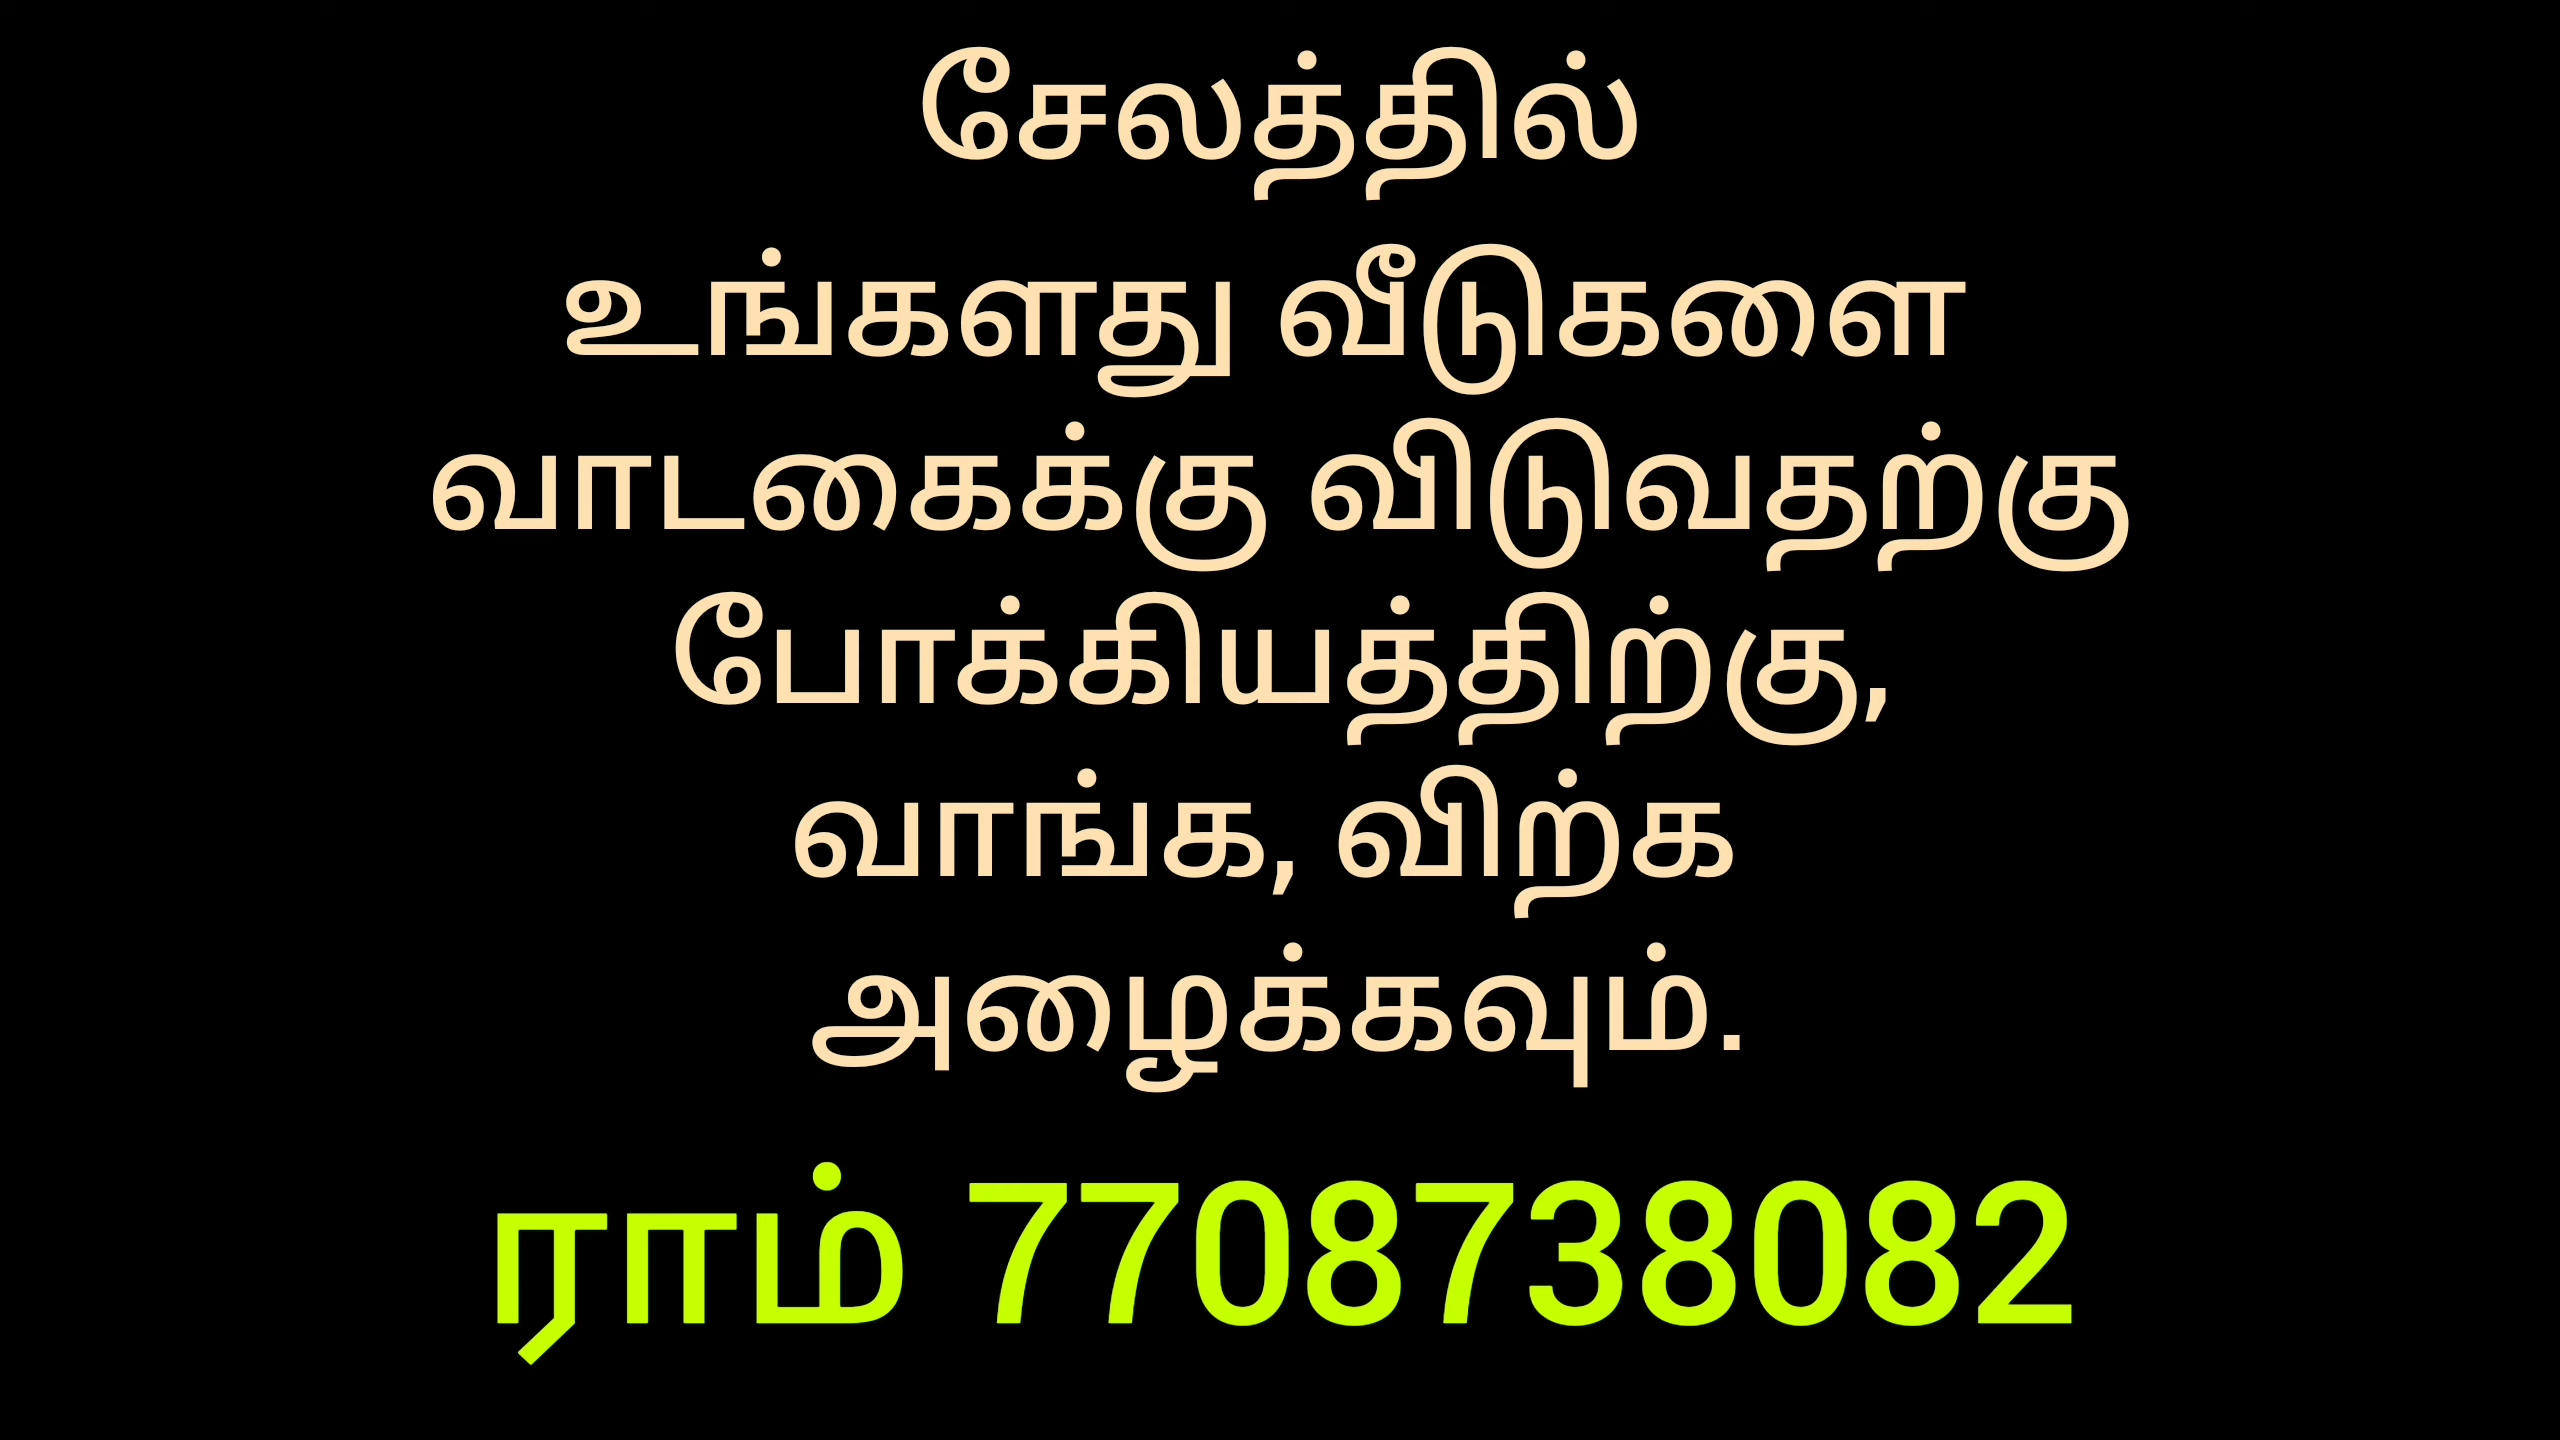 சேலத்தில்
உங்களது வீடுகளை
வாடகைக்கு விடுவதற்கு
போக்கியத்திற்கு,
வாங்க, விற்க
அழைக்கவும்.
ராம் 7708738082